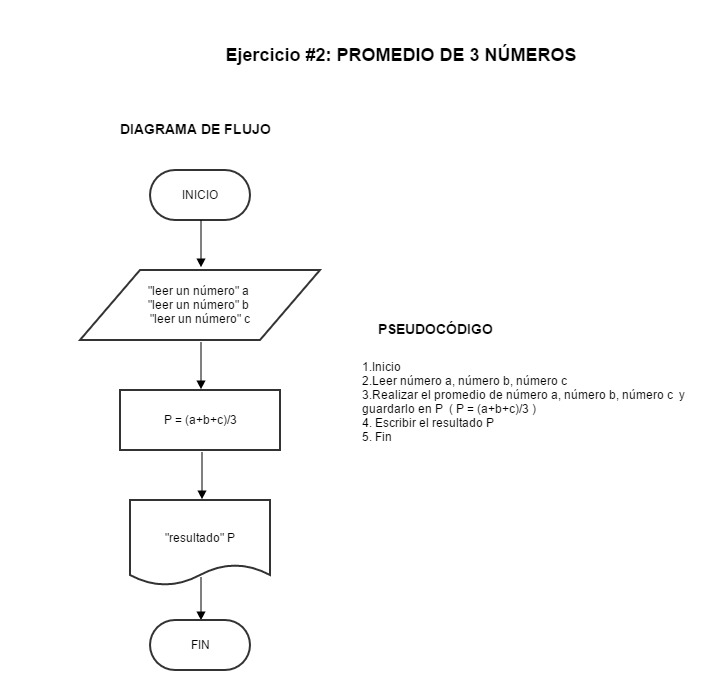 Ejercicio #2: PROMEDIO DE 3 NÚMEROS
DIAGRAMA DE FLUJO
INICIO
"leer un número" a
"leer un número" b
"leer un número" c
P = (a+b+c)/3
"resultado" P
FIN
PSEUDOCÓDIGO
1.Inicio
2.Leer número a, número b, número c
3.Realizar el promedio de número a, número b, número c y
guardarlo en P ( P = (a+b+c)/3 )
4. Escribir el resultado P
5. Fin